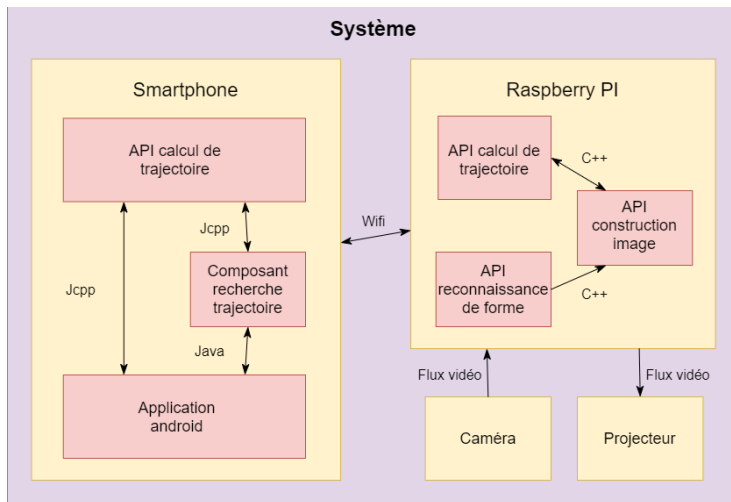 Système
Smartphone
API calcul de
trajectoire
Jcpp
Jcpp
Composant
recherche
trajectoire
Java
Application
android
Wifi
Raspberry PI
API calcul de
trajectoire
C++
API
construction
image
API
reconnaissance
de forme
C++
Flux vidéo
Flux vidéo
Caméra
Projecteur